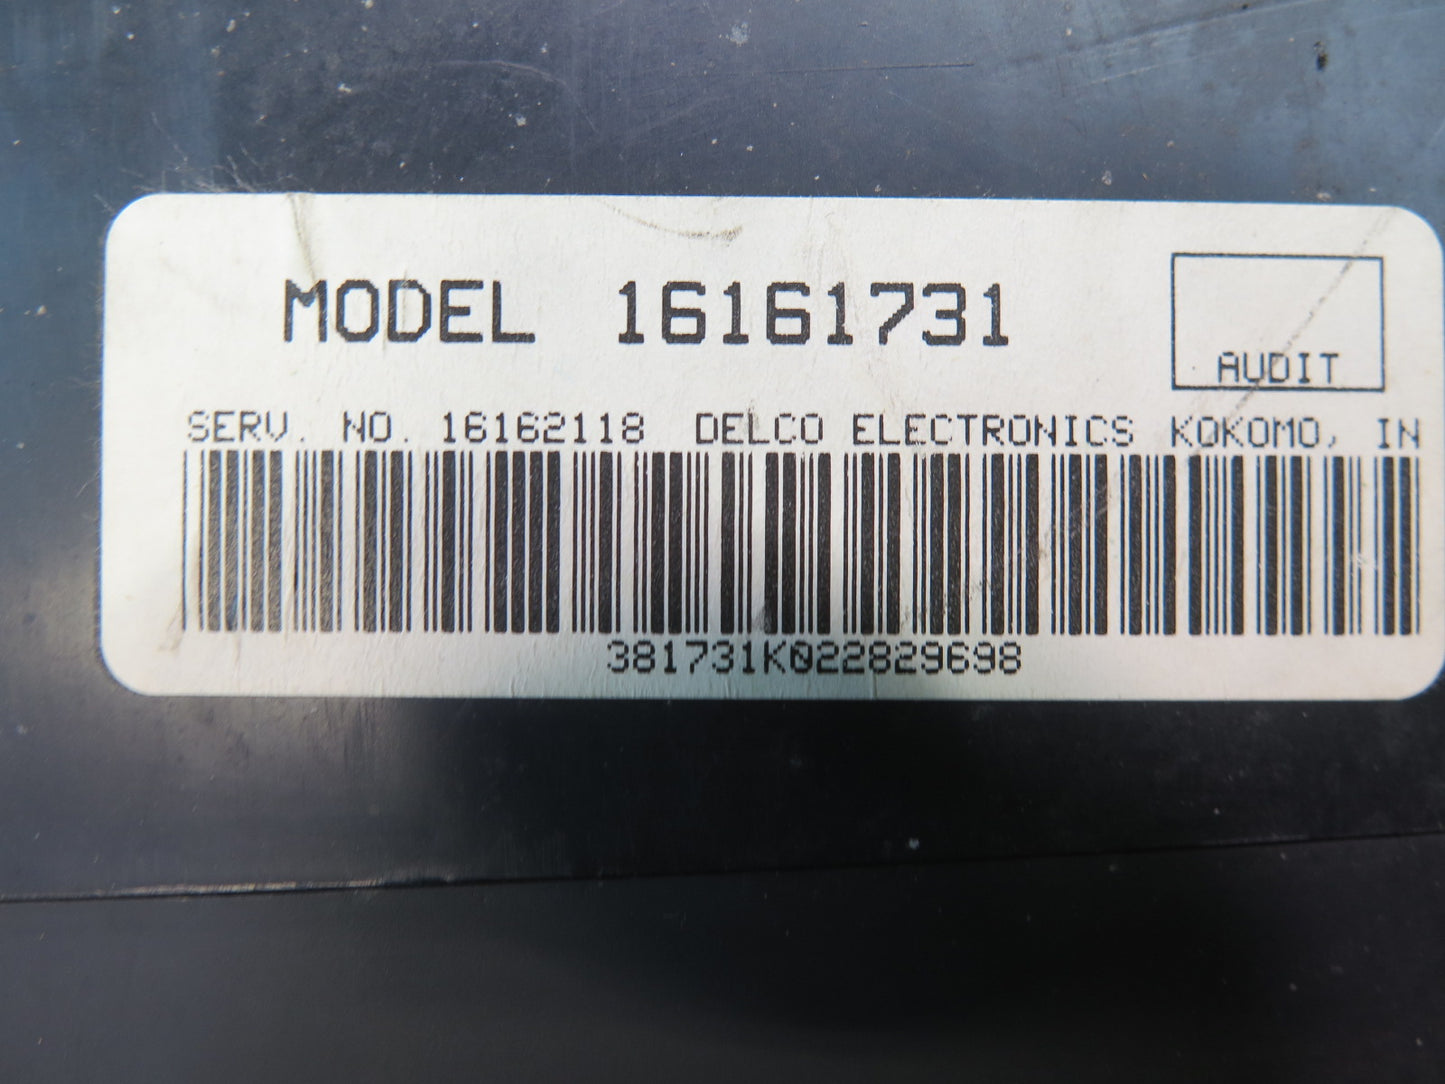 MODEL 16161731
AUDIT
SERV. NO. 16162118 DELCO ELECTRONICS KOKOMO, IN
381731K022829698